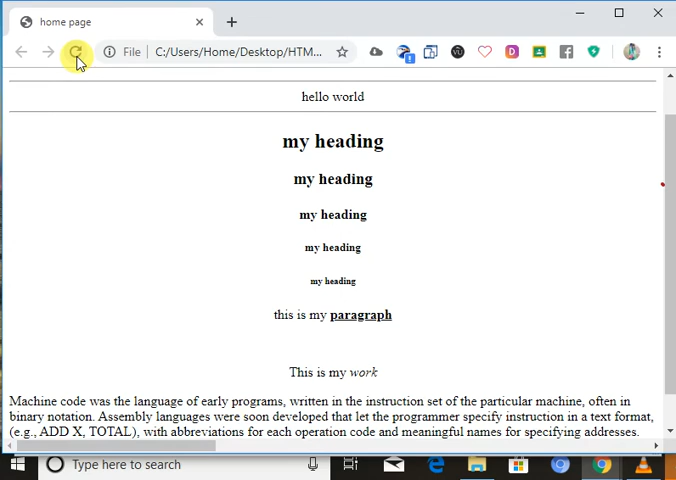 home page
File
C:/Users/Home/Desktop/HTM...
hello world
my heading
my heading
my heading
my heading
my heading
this is my paragraph
This is my work
Machine code was the language of early programs, written in the instruction set of the particular machine, often in
binary notation. Assembly languages were soon developed that let the programmer specify instruction in a text format,
(e.g., ADD X, TOTAL), with abbreviations for each operation code and meaningful names for specifying addresses.
Type here to search